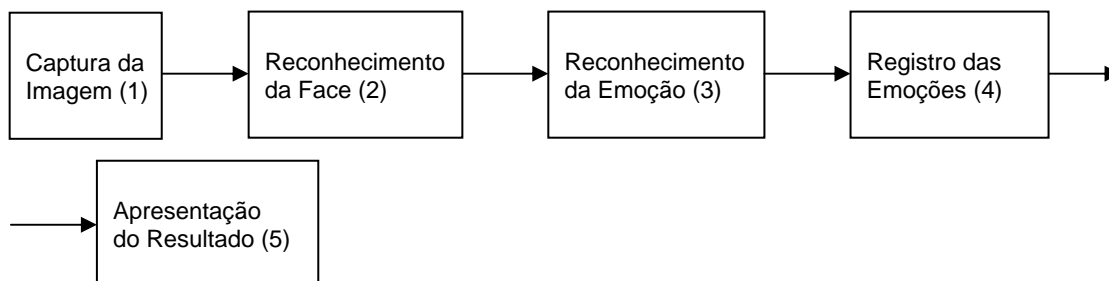 Captura da
Imagem (1)
Reconhecimento
da Face (2)
Reconhecimento
da Emoção (3)
Registro das
Emoções (4)
Apresentação
do Resultado (5)